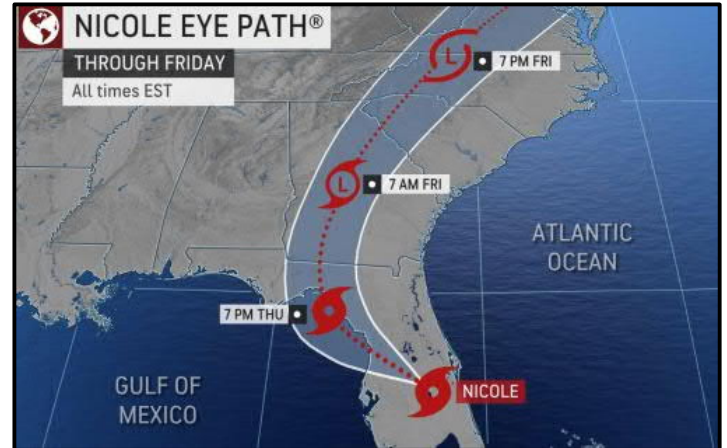 NICOLE EYE PATH®
THROUGH FRIDAY
All times EST
L
7 PM FRI
L
7 AM FRI
ATLANTIC
OCEAN
7 PM THU
GULF OF
MEXICO
NICOLE